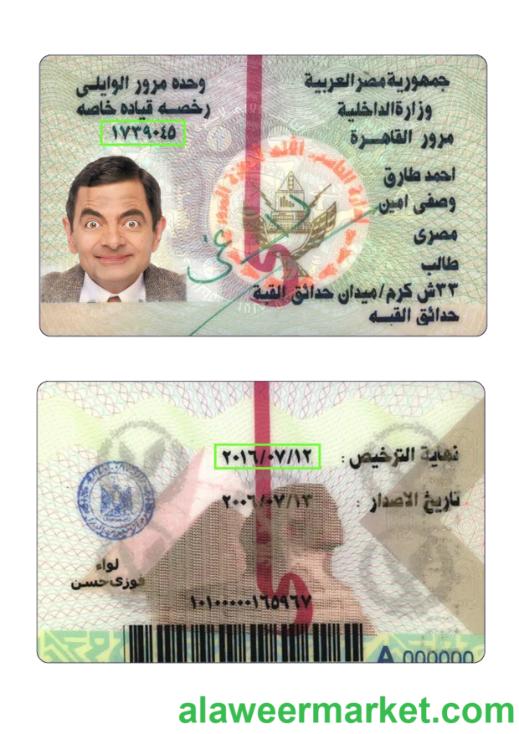 جمهورية مصر العربية
وزارة الداخلية
مرور القاهرة
وحده مرور الوايلى
رخصه قياده خاصه
١٧٣٩٠٤٥
احمد طارق
وصفى امين
مصرى
طالب
٣٣ش كرم/ميدان حدائق القبة
حدائق القبه
نهاية الترخيص : ٢٠١٦/٠٧/١٢
تاريخ الاصدار : ٢٠٠٦/٠٧/١٣
لواء
فوزى حسن
١٠١٠٠٠٠٠١٦٥٩٦٧
A 000000
alaweermarket.com